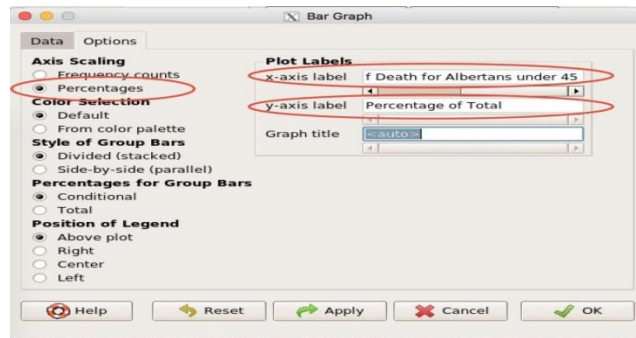 Bar Graph
Data Options
Axis Scaling
Frequency counts
Percentages
Color Selection
Default
From color palette
Style of Group Bars
Divided (stacked)
Side-by-side (parallel)
Percentages for Group Bars
Conditional
Total
Position of Legend
Above plot
Right
Center
Left
Plot Labels
x-axis label f Death for Albertans under 45
y-axis label Percentage of Total
Graph title <auto>
Help Reset Apply Cancel OK